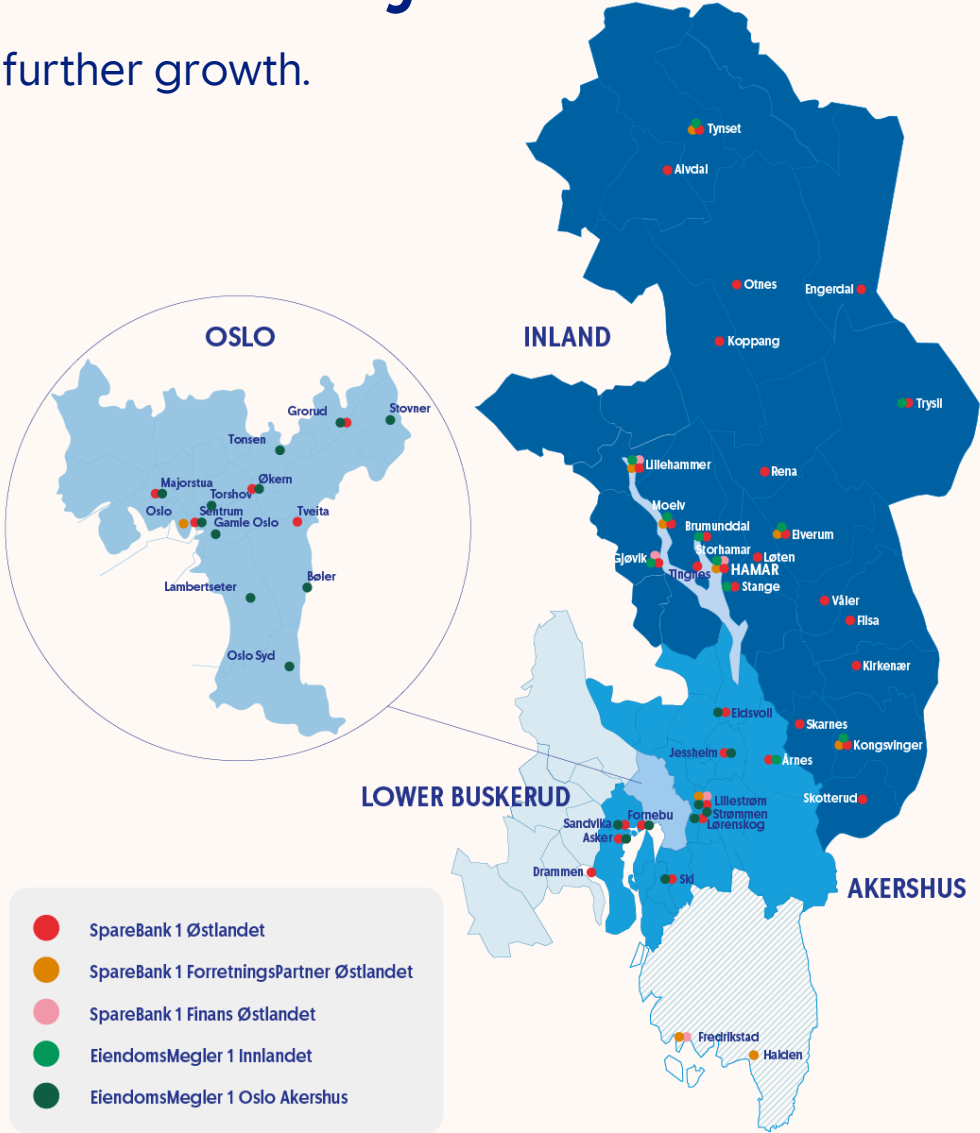 further growth.
Tynset
Alvdal
Otnes
Engerdal
OSLO
INLAND
Koppang
Trysil
Grorud
Stovner
Tonsen
Lillehammer
Rena
Majorstua
Økern
Torshov
Oslo
Sentrum
Tveita
Gamle Oslo
Moelv
Brumunddal
Elverum
Storhamar
Gjøvik
Løten
HAMAR
Tingnes
Stange
Bøler
Lambertseter
Våler
Flisa
Oslo Syd
Kirkenær
Eidsvoll
Skarnes
Kongsvinger
Jessheim
Årnes
LOWER BUSKERUD
Skotterud
Lillestrøm
Strømmen
Fornebu
Sandvika
Lørenskog
Asker
Drammen
Ski
AKERSHUS
SpareBank 1 Østlandet
SpareBank 1 ForretningsPartner Østlandet
SpareBank 1 Finans Østlandet
EiendomsMegler 1 Innlandet
EiendomsMegler 1 Oslo Akershus
Fredrikstad
Halden